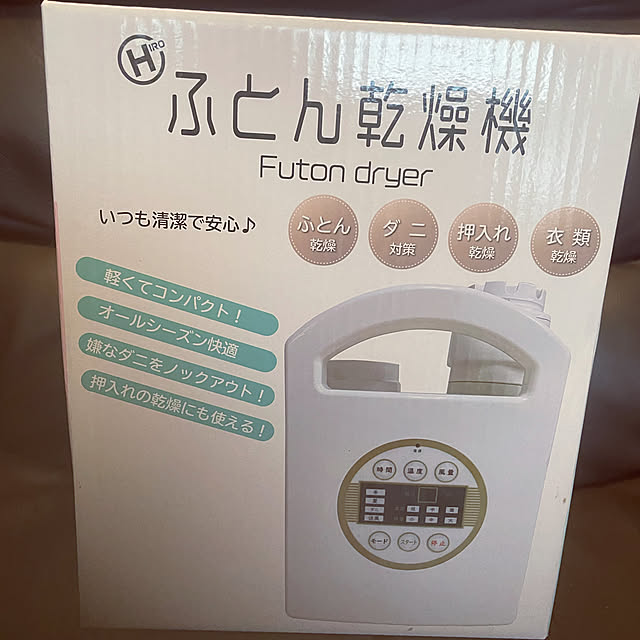 HIRO
ふとん乾燥機
Futon dryer
いつも清潔で安心♪
ふとん
乾燥
ダニ
対策
押入れ
乾燥
衣類
乾燥
軽くてコンパクト！
オールシーズン快適
嫌なダニをノックアウト！
押入れの乾燥にも使える！
時間 温度 風量
モード スタート 停止